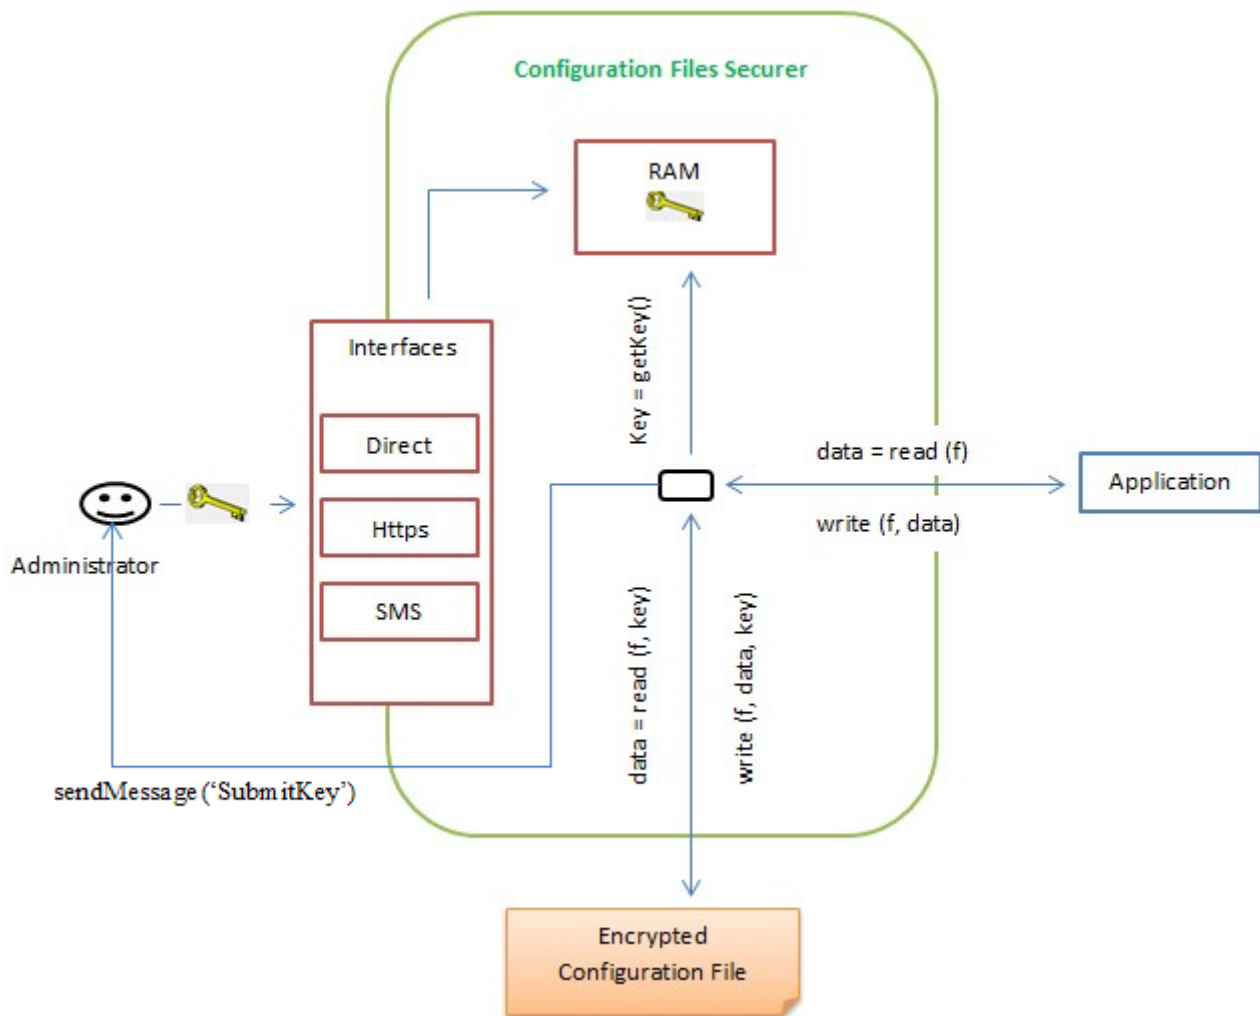 Configuration Files Securer
RAM
Key = getKey()
Interfaces
Direct
Https
SMS
Administrator
data = read (f)
write (f, data)
Application
data = read (f, key)
write (f, data, key)
sendMessage(‘SubmitKey’)
Encrypted
Configuration File